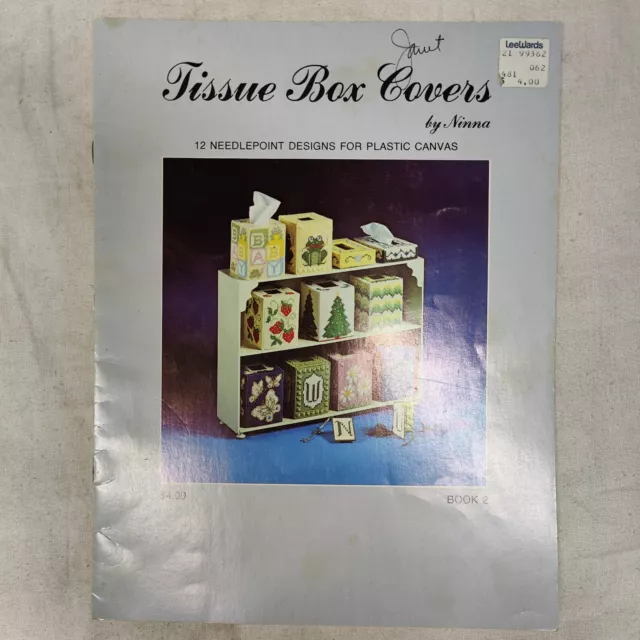 Janet
LeeWards
21 99362
481 062
$ 4.00
Tissue Box Covers
by Ninna
12 NEEDLEPOINT DESIGNS FOR PLASTIC CANVAS
B
BABY
W
N
$4.00
BOOK 2